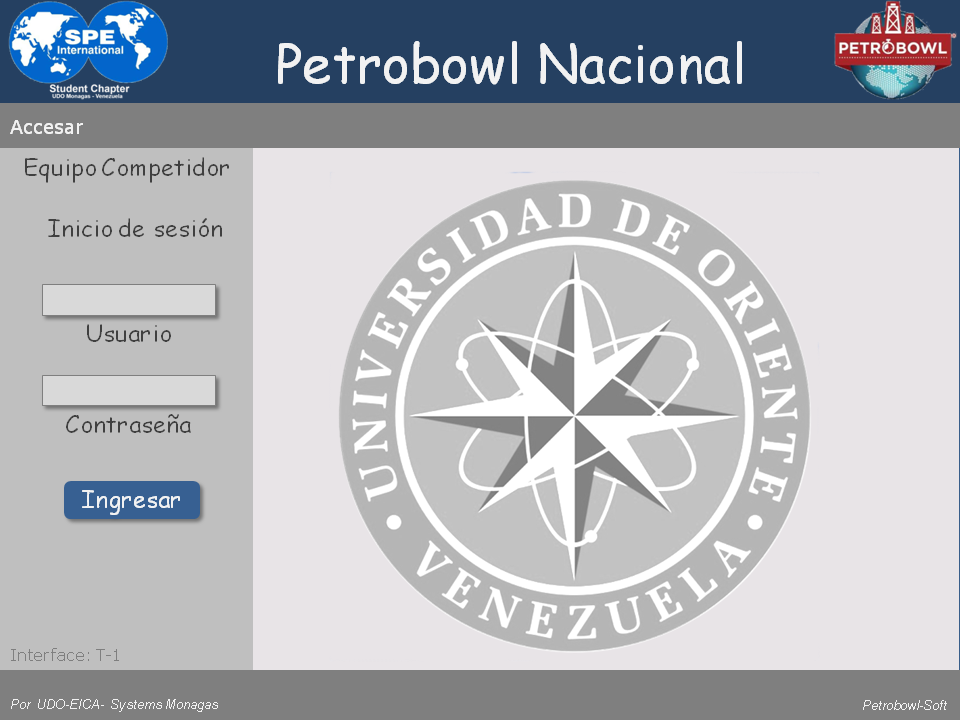 SPE
International
Student Chapter
UDO Monagas - Venezuela
Petrobowl Nacional
PETROBOWL
Accesar
Equipo Competidor
Inicio de sesión
Usuario
Contraseña
Ingresar
Interface: T-1
UNIVERSIDAD DE ORIENTE
• VENEZUELA •
Por UDO-EICA- Systems Monagas
Petrobowl-Soft